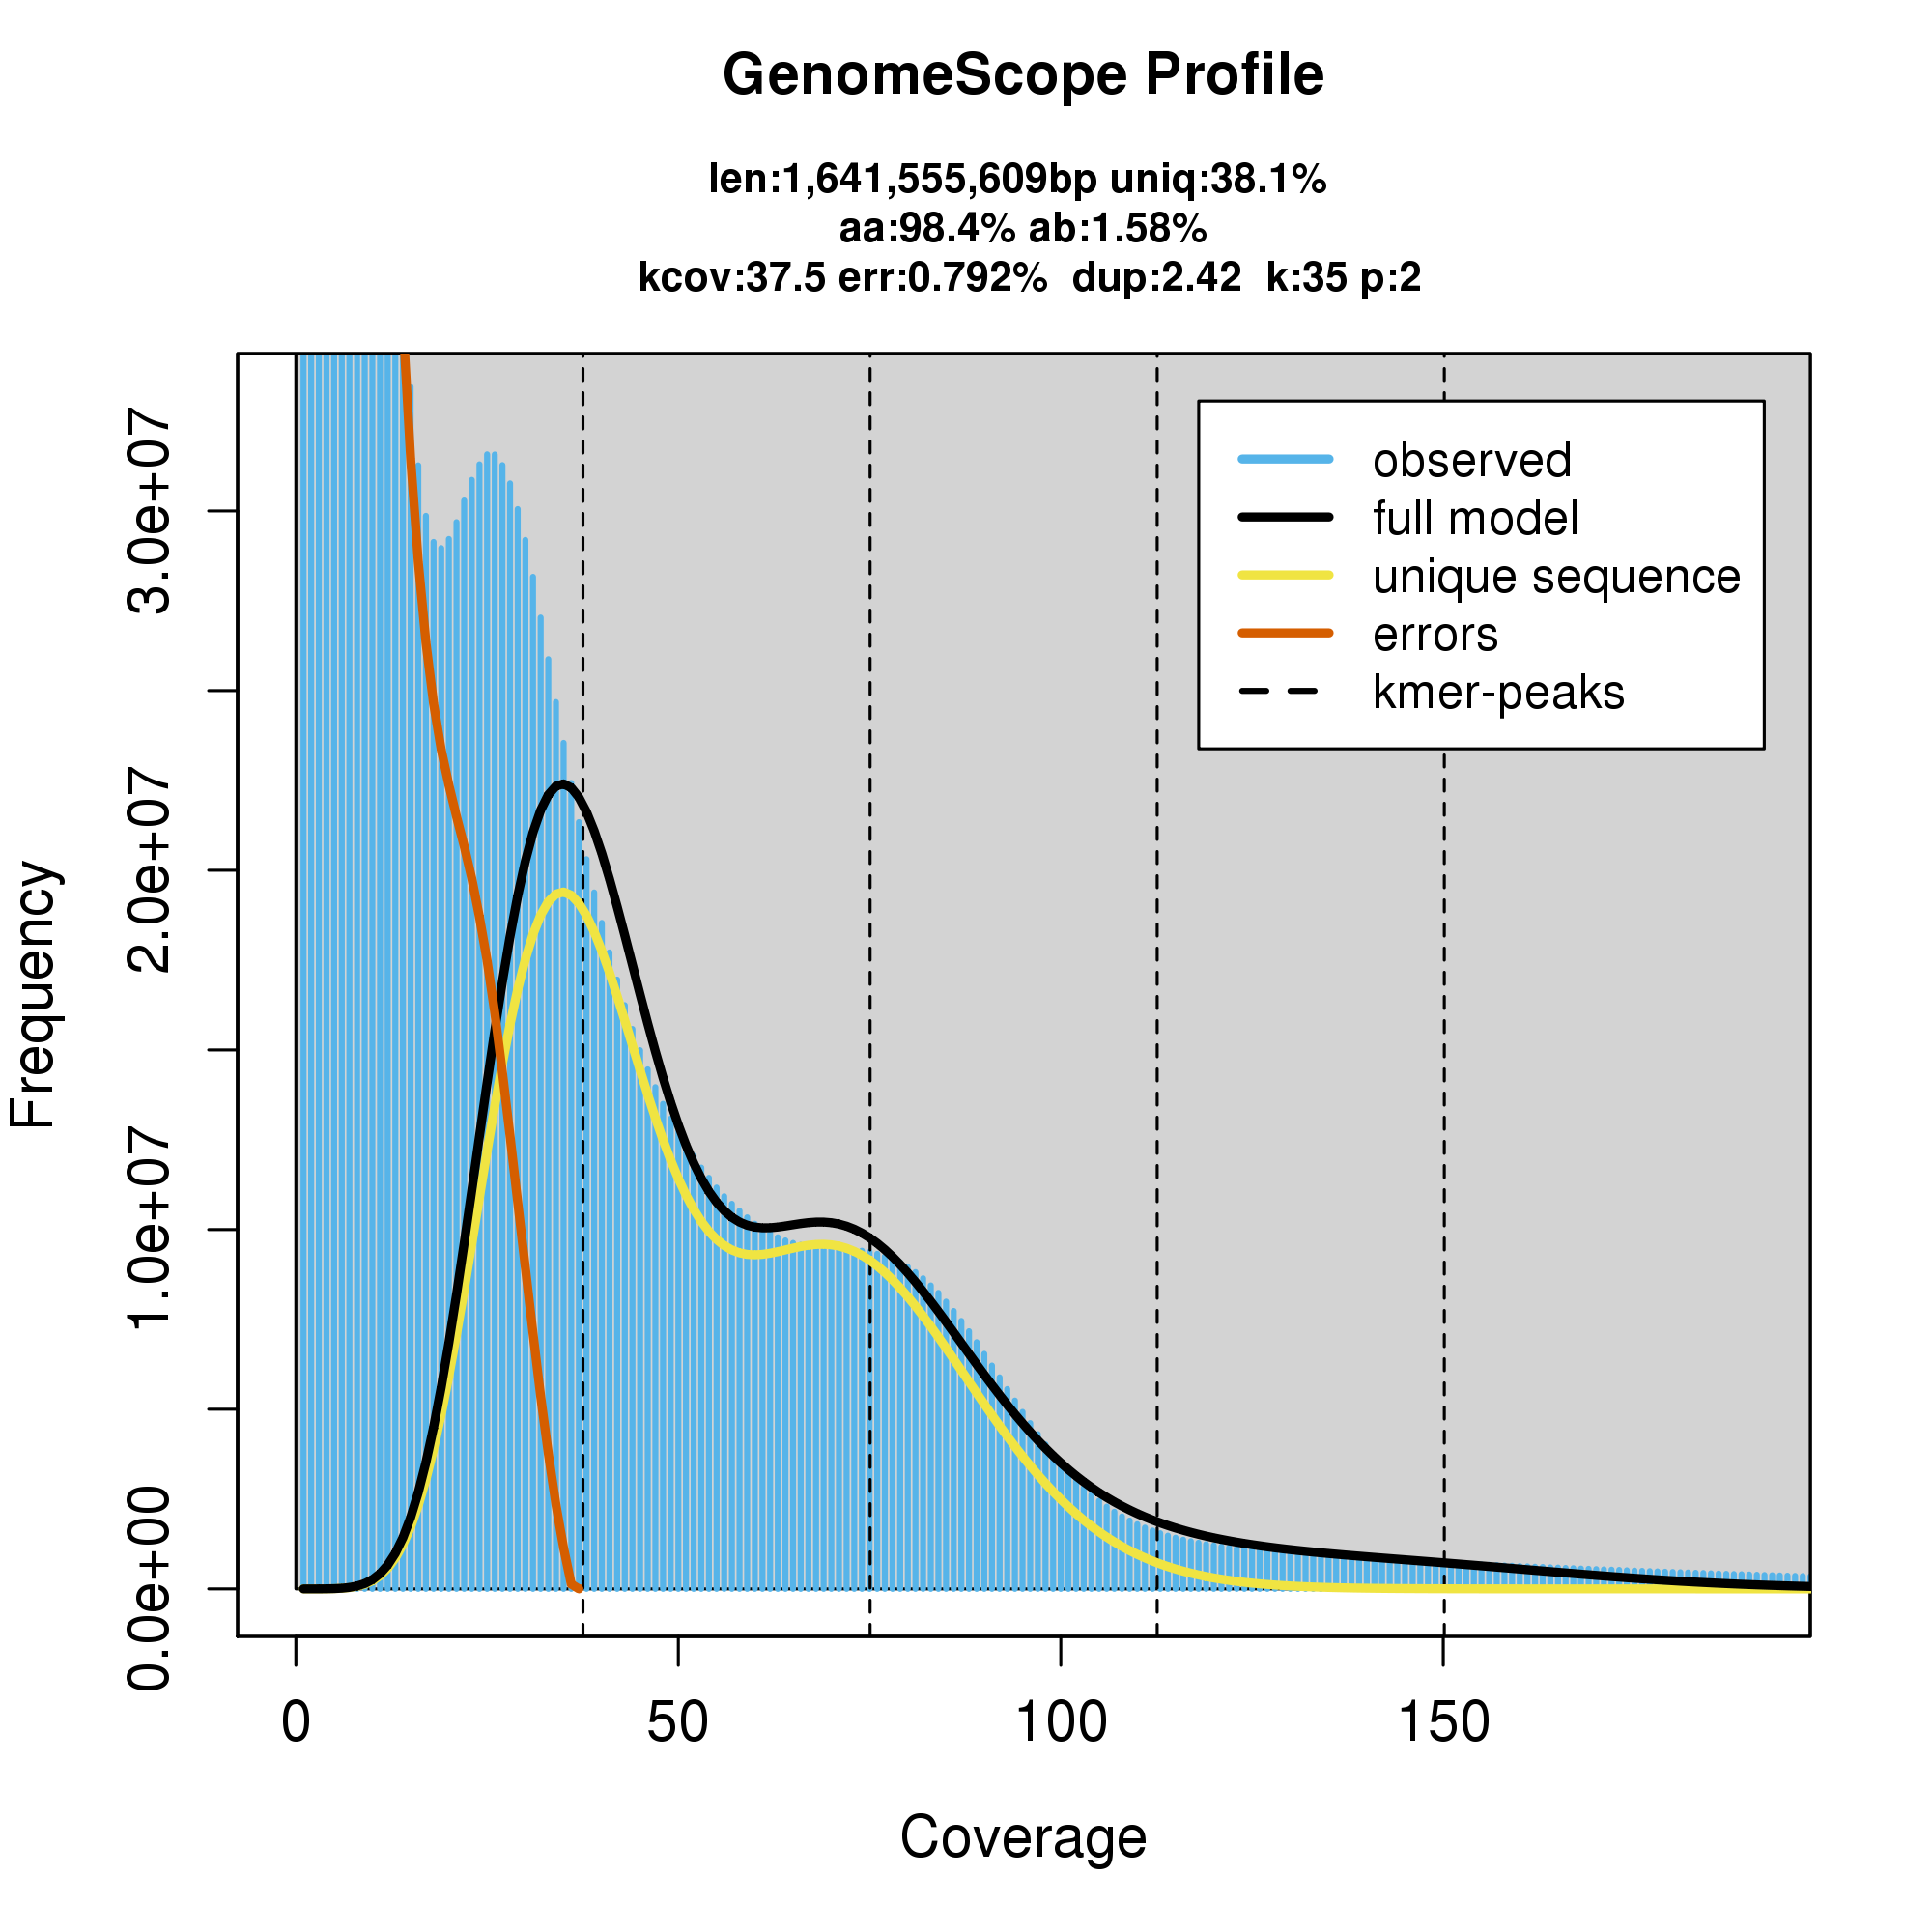 GenomeScope Profile
len:1,641,555,609bp uniq:38.1%
aa:98.4% ab:1.58%
kcov:37.5 err:0.792% dup:2.42 k:35 p:2
observed
full model
unique sequence
errors
kmer-peaks
Frequency
3.0e+07
2.0e+07
1.0e+07
0.0e+00
0 50 100 150
Coverage